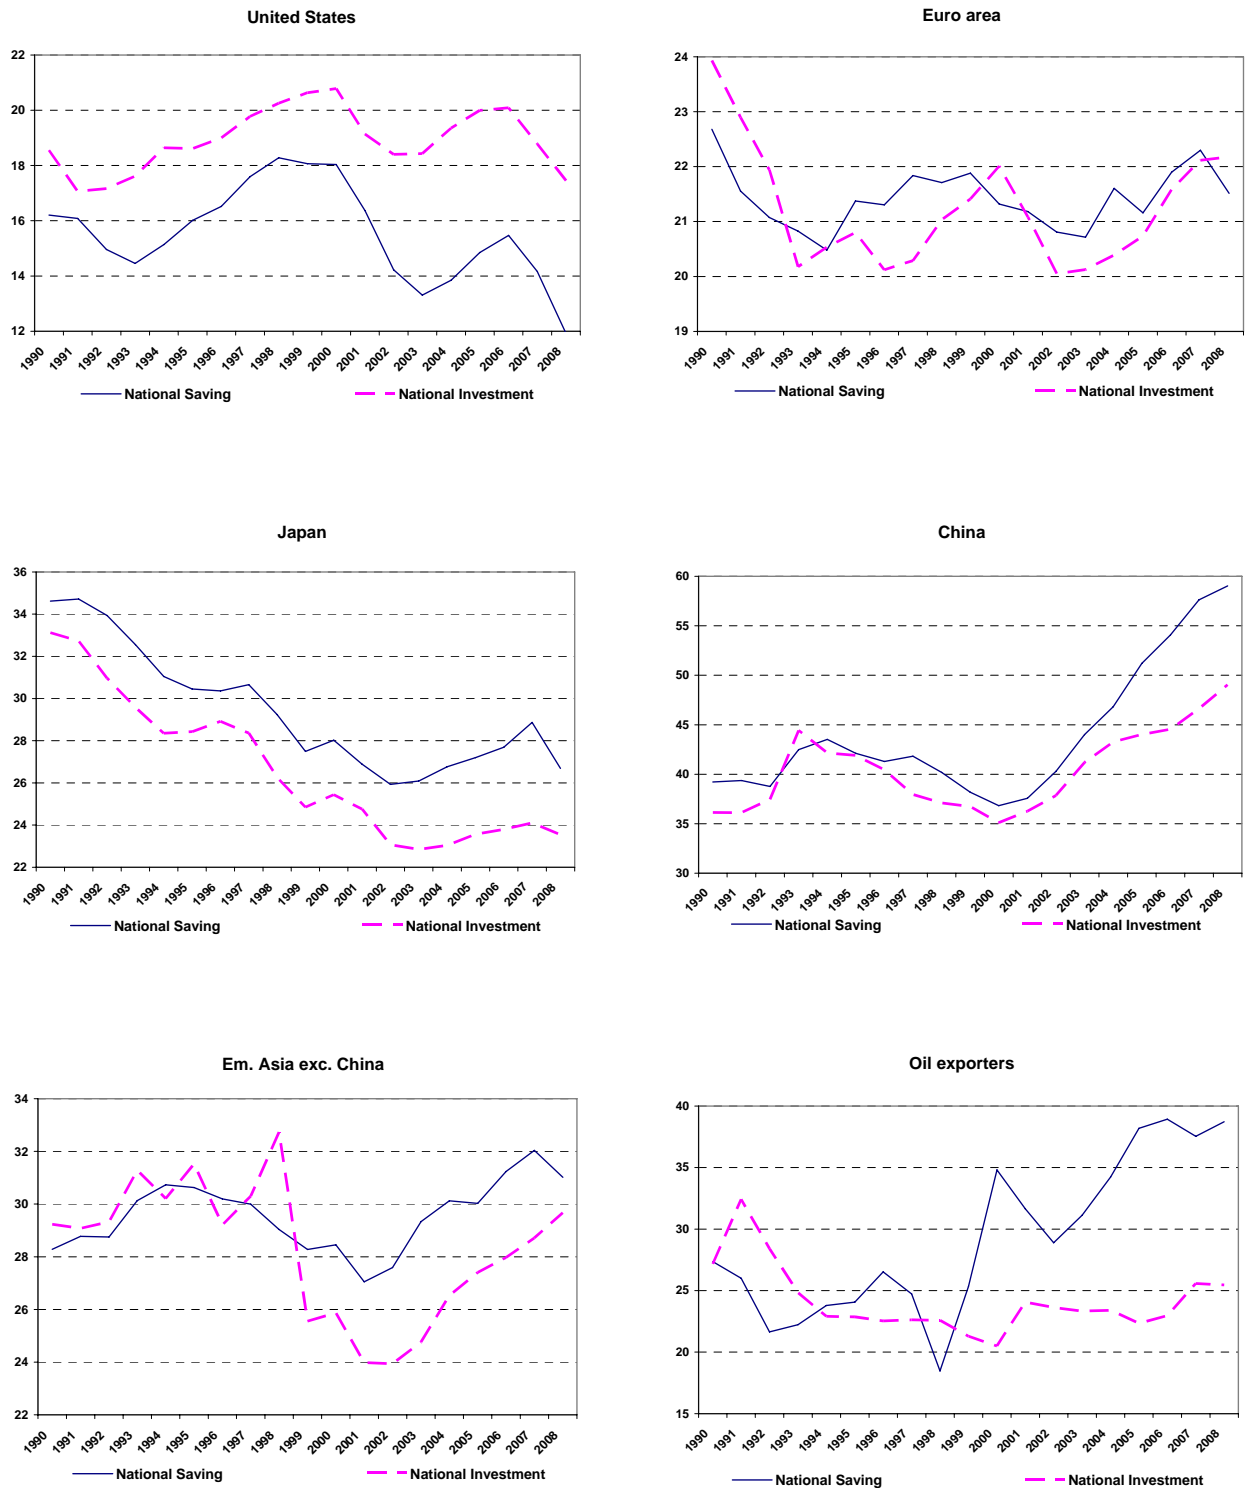 United States
22
20
18
16
14
12
1990 1991 1992 1993 1994 1995 1996 1997 1998 1999 2000 2001 2002 2003 2004 2005 2006 2007 2008
National Saving National Investment
Euro area
24
23
22
21
20
19
1990 1991 1992 1993 1994 1995 1996 1997 1998 1999 2000 2001 2002 2003 2004 2005 2006 2007 2008
National Saving National Investment
Japan
36
34
32
30
28
26
24
22
1990 1991 1992 1993 1994 1995 1996 1997 1998 1999 2000 2001 2002 2003 2004 2005 2006 2007 2008
National Saving National Investment
China
60
55
50
45
40
35
30
1990 1991 1992 1993 1994 1995 1996 1997 1998 1999 2000 2001 2002 2003 2004 2005 2006 2007 2008
National Saving National Investment
Em. Asia exc. China
34
32
30
28
26
24
22
1990 1991 1992 1993 1994 1995 1996 1997 1998 1999 2000 2001 2002 2003 2004 2005 2006 2007 2008
National Saving National Investment
Oil exporters
40
35
30
25
20
15
1990 1991 1992 1993 1994 1995 1996 1997 1998 1999 2000 2001 2002 2003 2004 2005 2006 2007 2008
National Saving National Investment